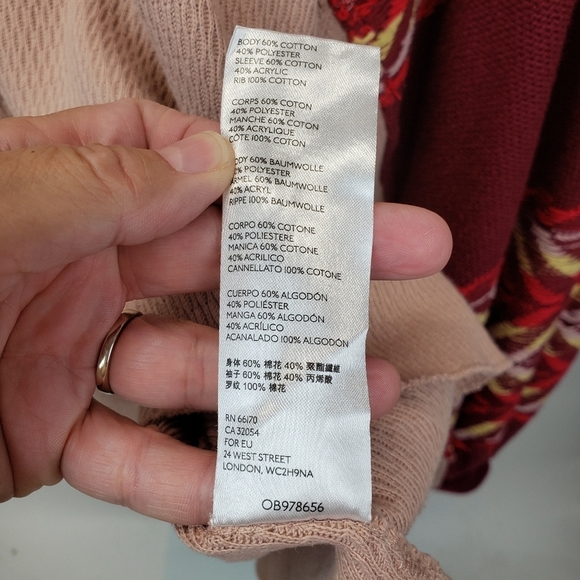 BODY 60% COTTON
40% POLYESTER
SLEEVE 60% COTTON
40% ACRYLIC
RIB 100% COTTON
CORPS 60% COTON
40% POLYESTER
MANCHE 60% COTON
40% ACRYLIQUE
CÔTE 100% COTON
ODY 60% BAUMWOLLE
% POLYESTER
RMEL 60% BAUMWOLLE
40% ACRYL
RIPPE 100% BAUMWOLLE
CORPO 60% COTONE
40% POLIESTERE
MANICA 60% COTONE
40% ACRILICO
CANNELLATO 100% COTONE
CUERPO 60% ALGODÓN
40% POLIÉSTER
MANGA 60% ALGODÓN
40% ACRÍLICO
ACANALADO 100% ALGODÓN
身体 60% 棉花 40% 聚酯纖維
袖子 60% 棉花 40% 丙烯酸
罗纹 100% 棉花
RN 66170
CA 32054
FOR EU
24 WEST STREET
LONDON, WC2H9NA
OB978656